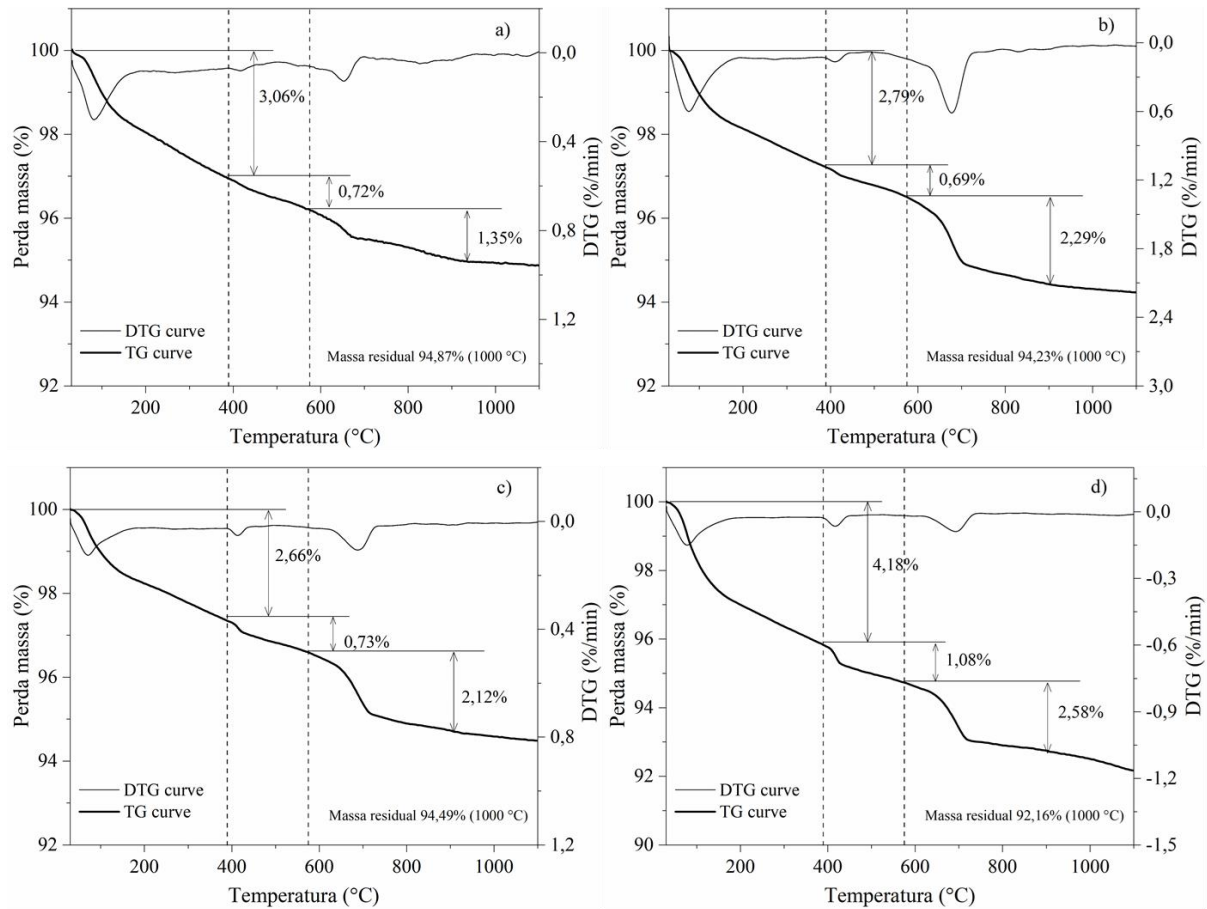 a)
100
98
96
94
92
Perda massa (%)
3,06%
0,72%
1,35%
0,0
0,4
0,8
1,2
DTG (%/min)
DTG curve
TG curve
Massa residual 94,87% (1000 °C)
200 400 600 800 1000
Temperatura (°C)
b)
100
98
96
94
92
Perda massa (%)
2,79%
0,69%
2,29%
0,0
0,6
1,2
1,8
2,4
3,0
DTG (%/min)
DTG curve
TG curve
Massa residual 94,23% (1000 °C)
200 400 600 800 1000
Temperatura (°C)
c)
100
98
96
94
92
Perda massa (%)
2,66%
0,73%
2,12%
0,0
0,4
0,8
1,2
DTG (%/min)
DTG curve
TG curve
Massa residual 94,49% (1000 °C)
200 400 600 800 1000
Temperatura (°C)
d)
100
98
96
94
92
90
Perda massa (%)
4,18%
1,08%
2,58%
0,0
-0,3
-0,6
-0,9
-1,2
-1,5
DTG (%/min)
DTG curve
TG curve
Massa residual 92,16% (1000 °C)
200 400 600 800 1000
Temperatura (°C)